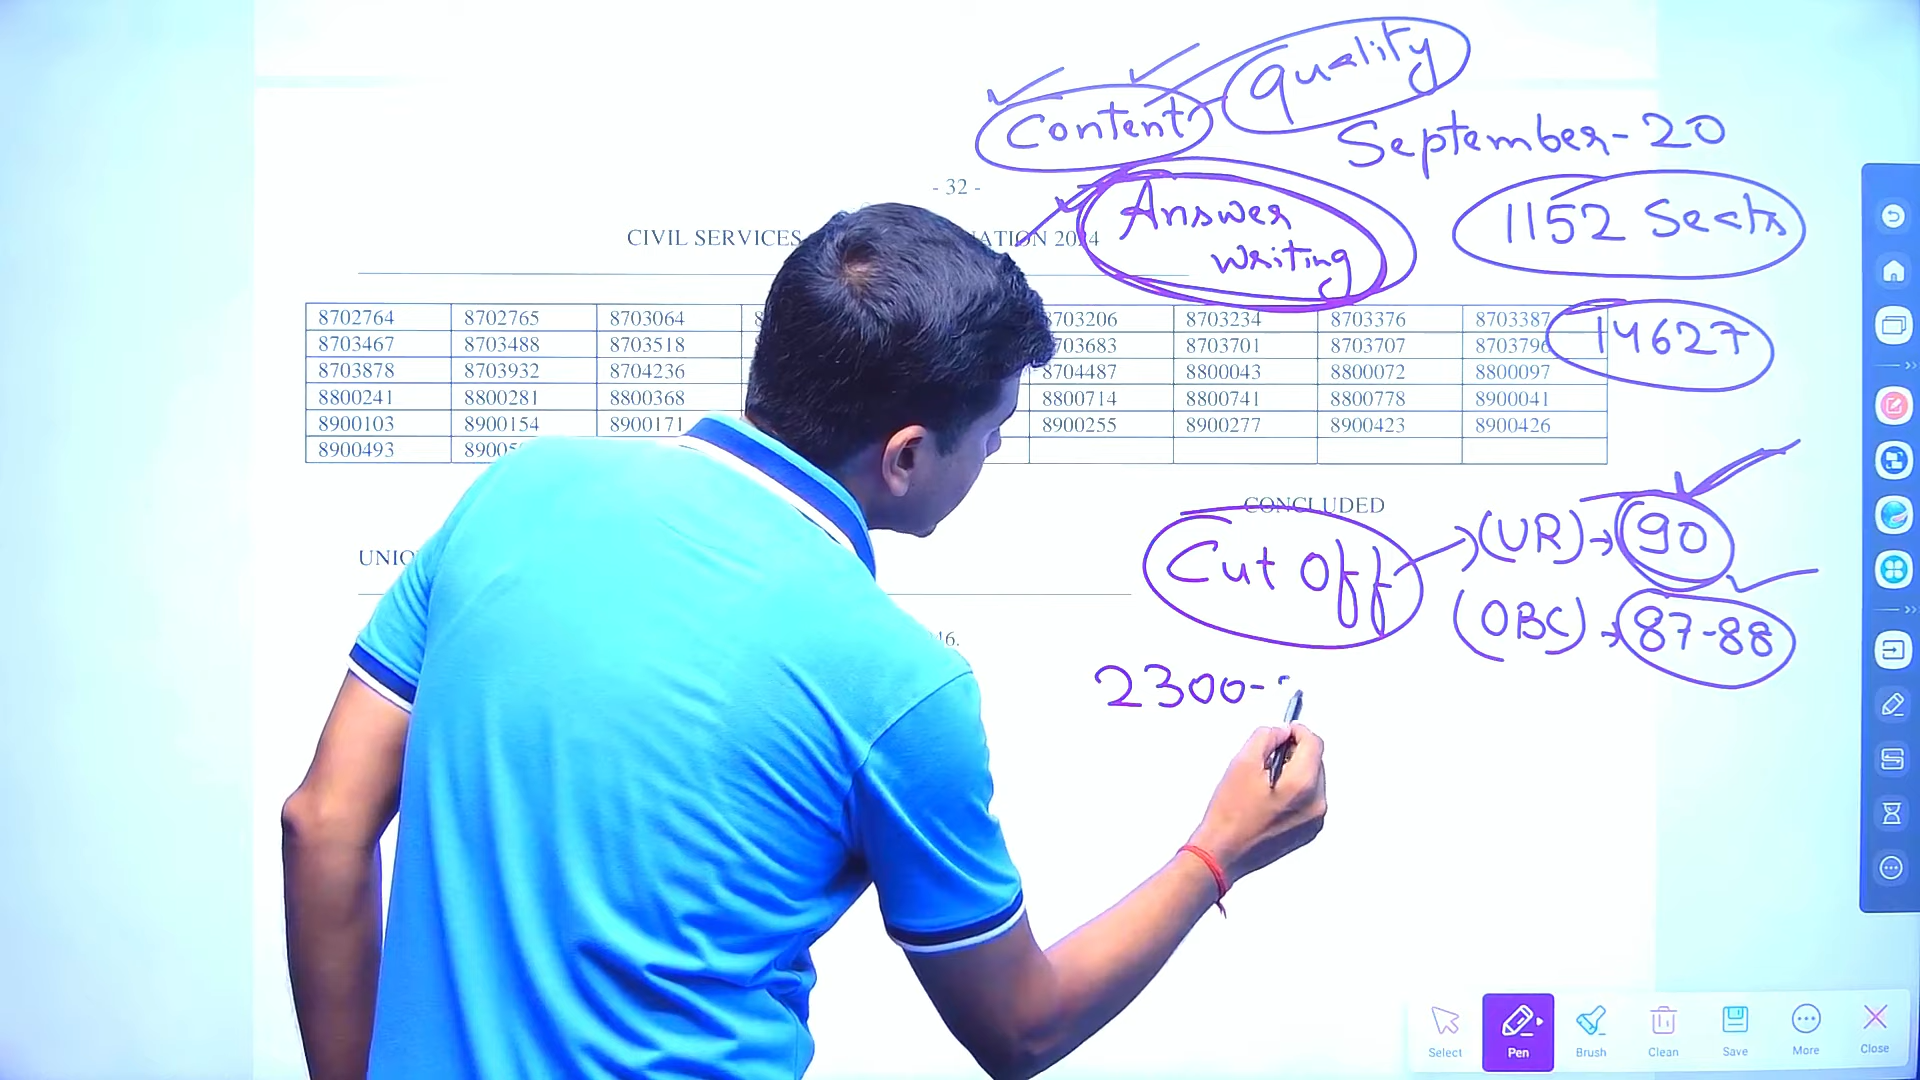 Quality
Content
September-20
- 32 -
Answer
writing
1152 Seats
CIVIL SERVICES
NATION 2024
14627
8702764 8702765 8703064 8703206 8703234 8703376 8703387
8703467 8703488 8703518 8703683 8703701 8703707 8703796
8703878 8703932 8704236 8704487 8800043 8800072 8800097
8800241 8800281 8800368 8800714 8800741 8800778 8900041
8900103 8900154 8900171 8900255 8900277 8900423 8900426
8900493
CONCLUDED
Cut Off → (UR) → 90
(OBC) → 87-88
2300-
Select Pen Brush Clean Save More Close